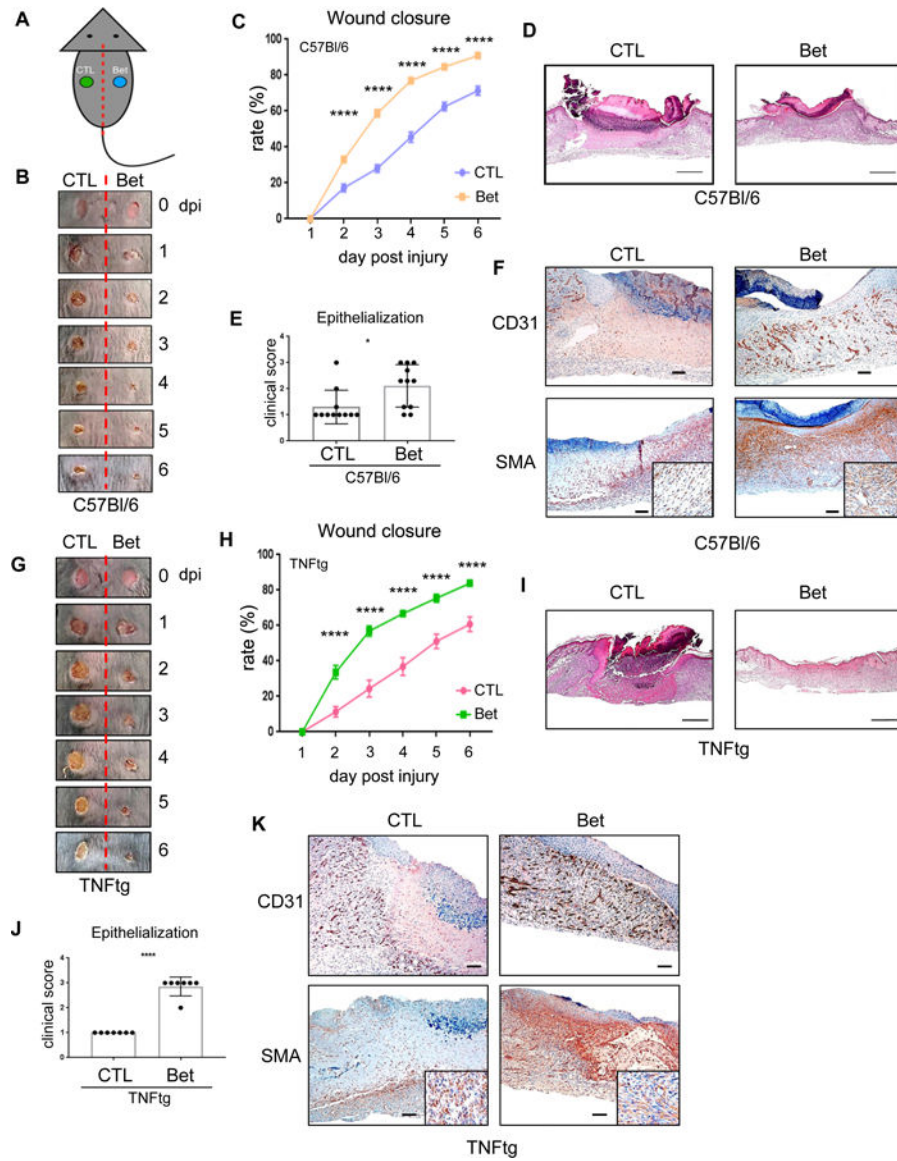 A
CTL Bet
B
CTL Bet
0 dpi
1
2
3
4
5
6
C57Bl/6
C
Wound closure
C57Bl/6
100
80
60
40
20
0
rate (%)
**** **** **** **** ****
CTL
Bet
1 2 3 4 5 6
day post injury
D
CTL Bet
C57Bl/6
E
Epithelialization
*
4
3
2
1
0
clinical score
CTL Bet
C57Bl/6
F
CTL Bet
CD31
SMA
C57Bl/6
G
CTL Bet
0 dpi
1
2
3
4
5
6
TNFtg
H
Wound closure
TNFtg
100
80
60
40
20
0
rate (%)
**** **** **** **** ****
CTL
Bet
1 2 3 4 5 6
day post injury
I
CTL Bet
TNFtg
J
Epithelialization
****
4
3
2
1
0
clinical score
CTL Bet
TNFtg
K
CTL Bet
CD31
SMA
TNFtg